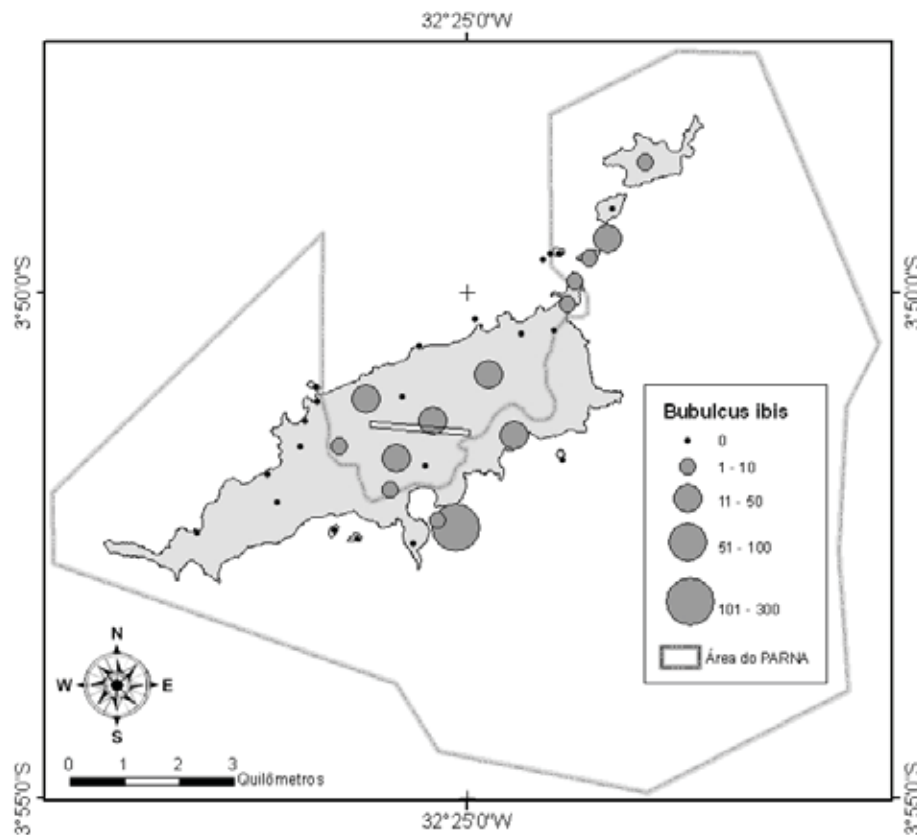 32°25'0"W
3°50'0"S
3°50'0"S
Bubulcus ibis
0
1 - 10
11 - 50
51 - 100
101 - 300
Área do PARNA
N
W
E
S
0 1 2 3
Quilômetros
3°55'0"S
3°55'0"S
32°25'0"W